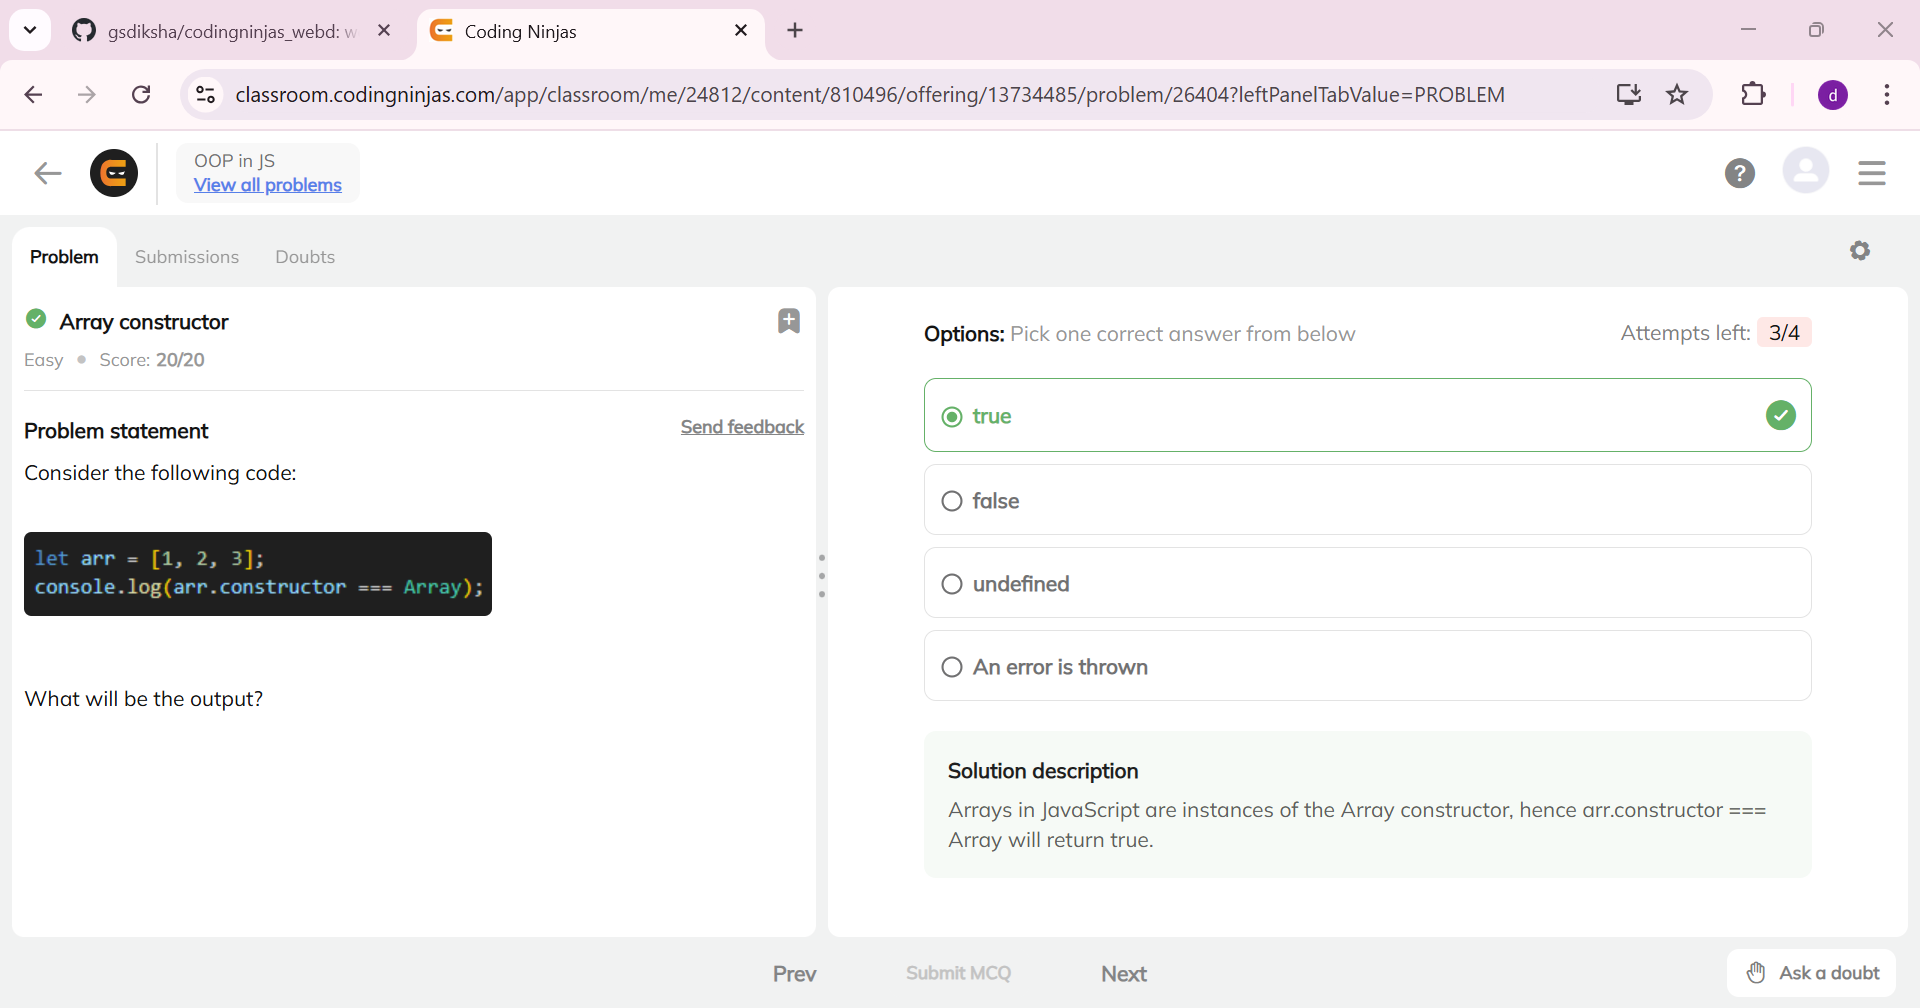 gsdiksha/codingninjas_webd: w
Coding Ninjas
classroom.codingninjas.com/app/classroom/me/24812/content/810496/offering/13734485/problem/26404?leftPanelTabValue=PROBLEM
d
OOP in JS
View all problems
?
Problem
Submissions
Doubts
Array constructor
Easy • Score: 20/20
Problem statement
Send feedback
Consider the following code:
let arr = [1, 2, 3];
console.log(arr.constructor === Array);
What will be the output?
Options: Pick one correct answer from below
Attempts left: 3/4
true
false
undefined
An error is thrown
Solution description
Arrays in JavaScript are instances of the Array constructor, hence arr.constructor ===
Array will return true.
Prev
Submit MCQ
Next
Ask a doubt